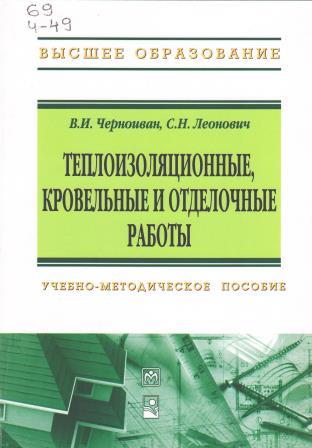 69
Ч-49
ВЫСШЕЕ ОБРАЗОВАНИЕ
В.И. Черноиван, С.Н. Леонович
ТЕПЛОИЗОЛЯЦИОННЫЕ,
КРОВЕЛЬНЫЕ И ОТДЕЛОЧНЫЕ
РАБОТЫ
УЧЕБНО-МЕТОДИЧЕСКОЕ ПОСОБИЕ